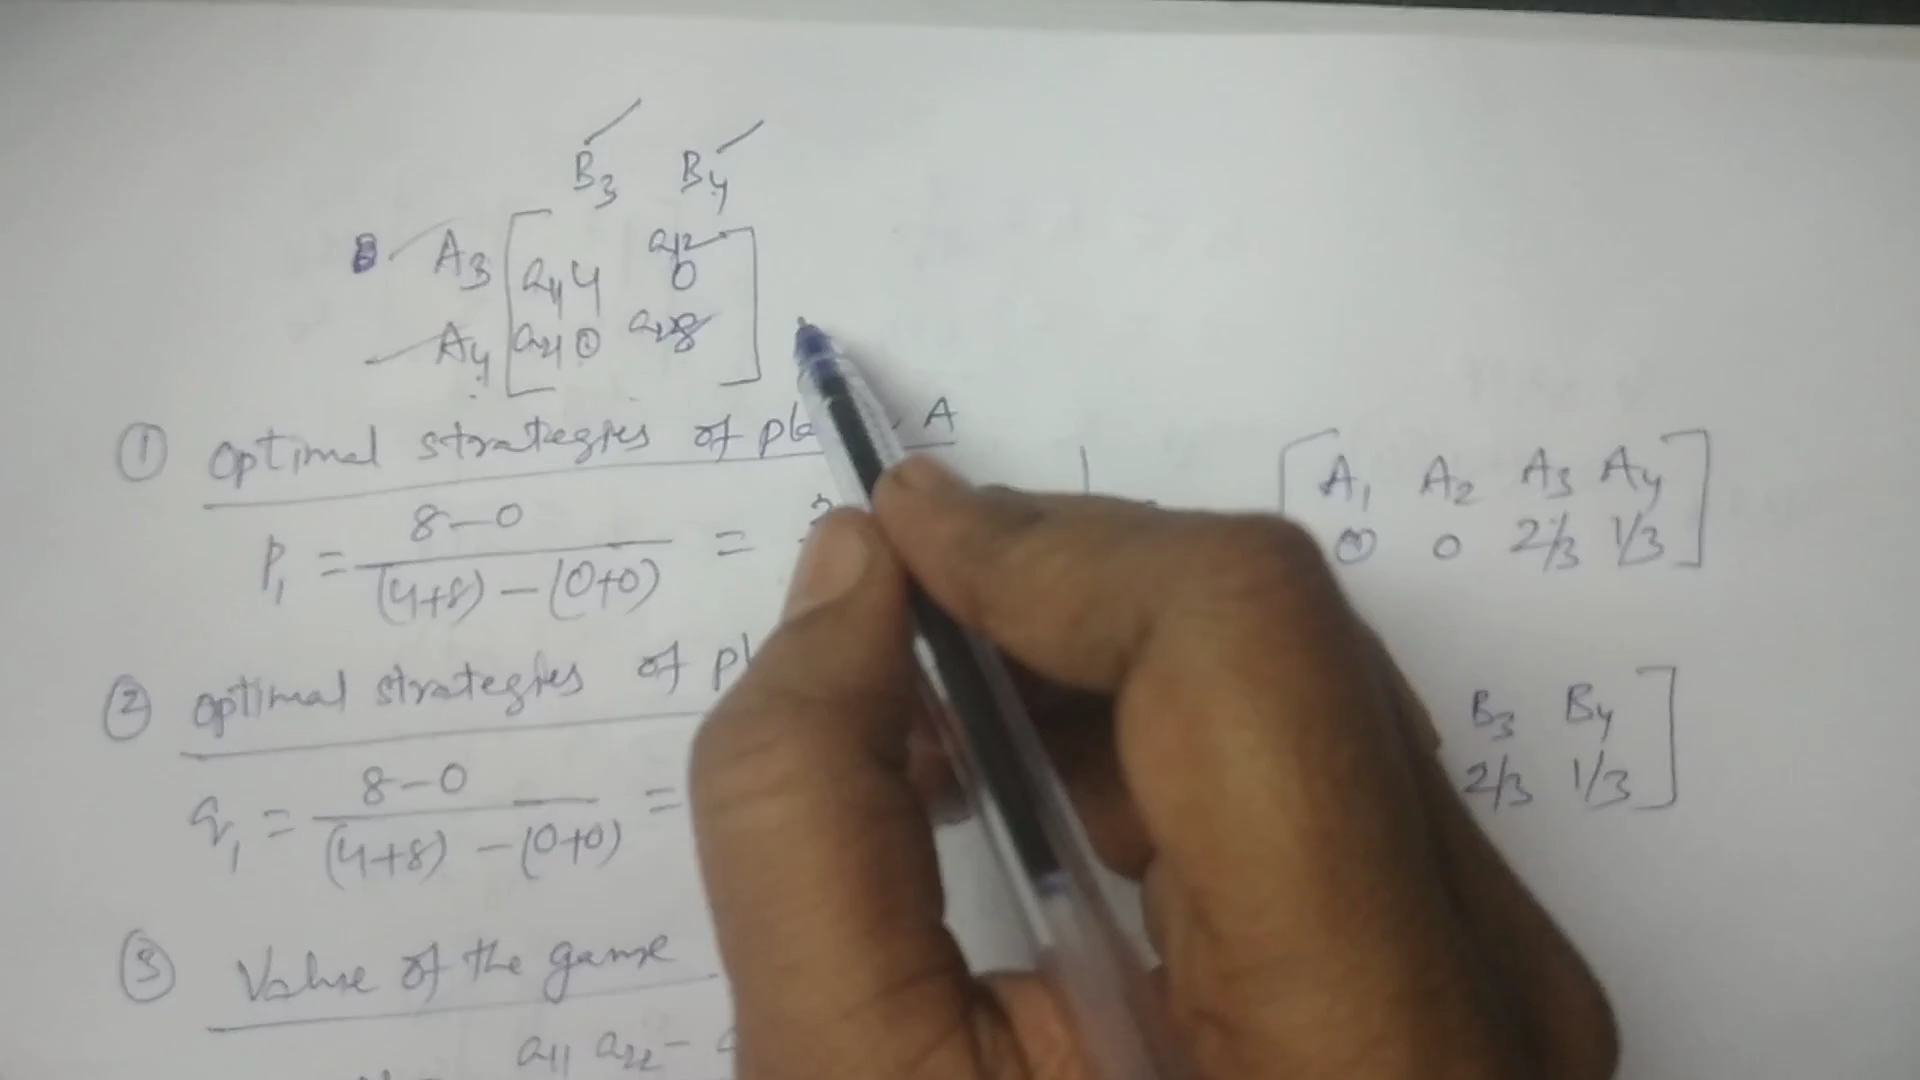 B3 B4
A3 a11 4 a12 0
A4 a21 0 a22 8
① Optimal strategies of A
P1 = 8-0 / (4+8) - (0+0) =
A1 A2 A3 A4
0 0 2/3 1/3
② Optimal strategies of
q1 = 8-0 / (4+8) - (0+0) =
B3 B4
2/3 1/3
③ Value of the game
a11 a22 -